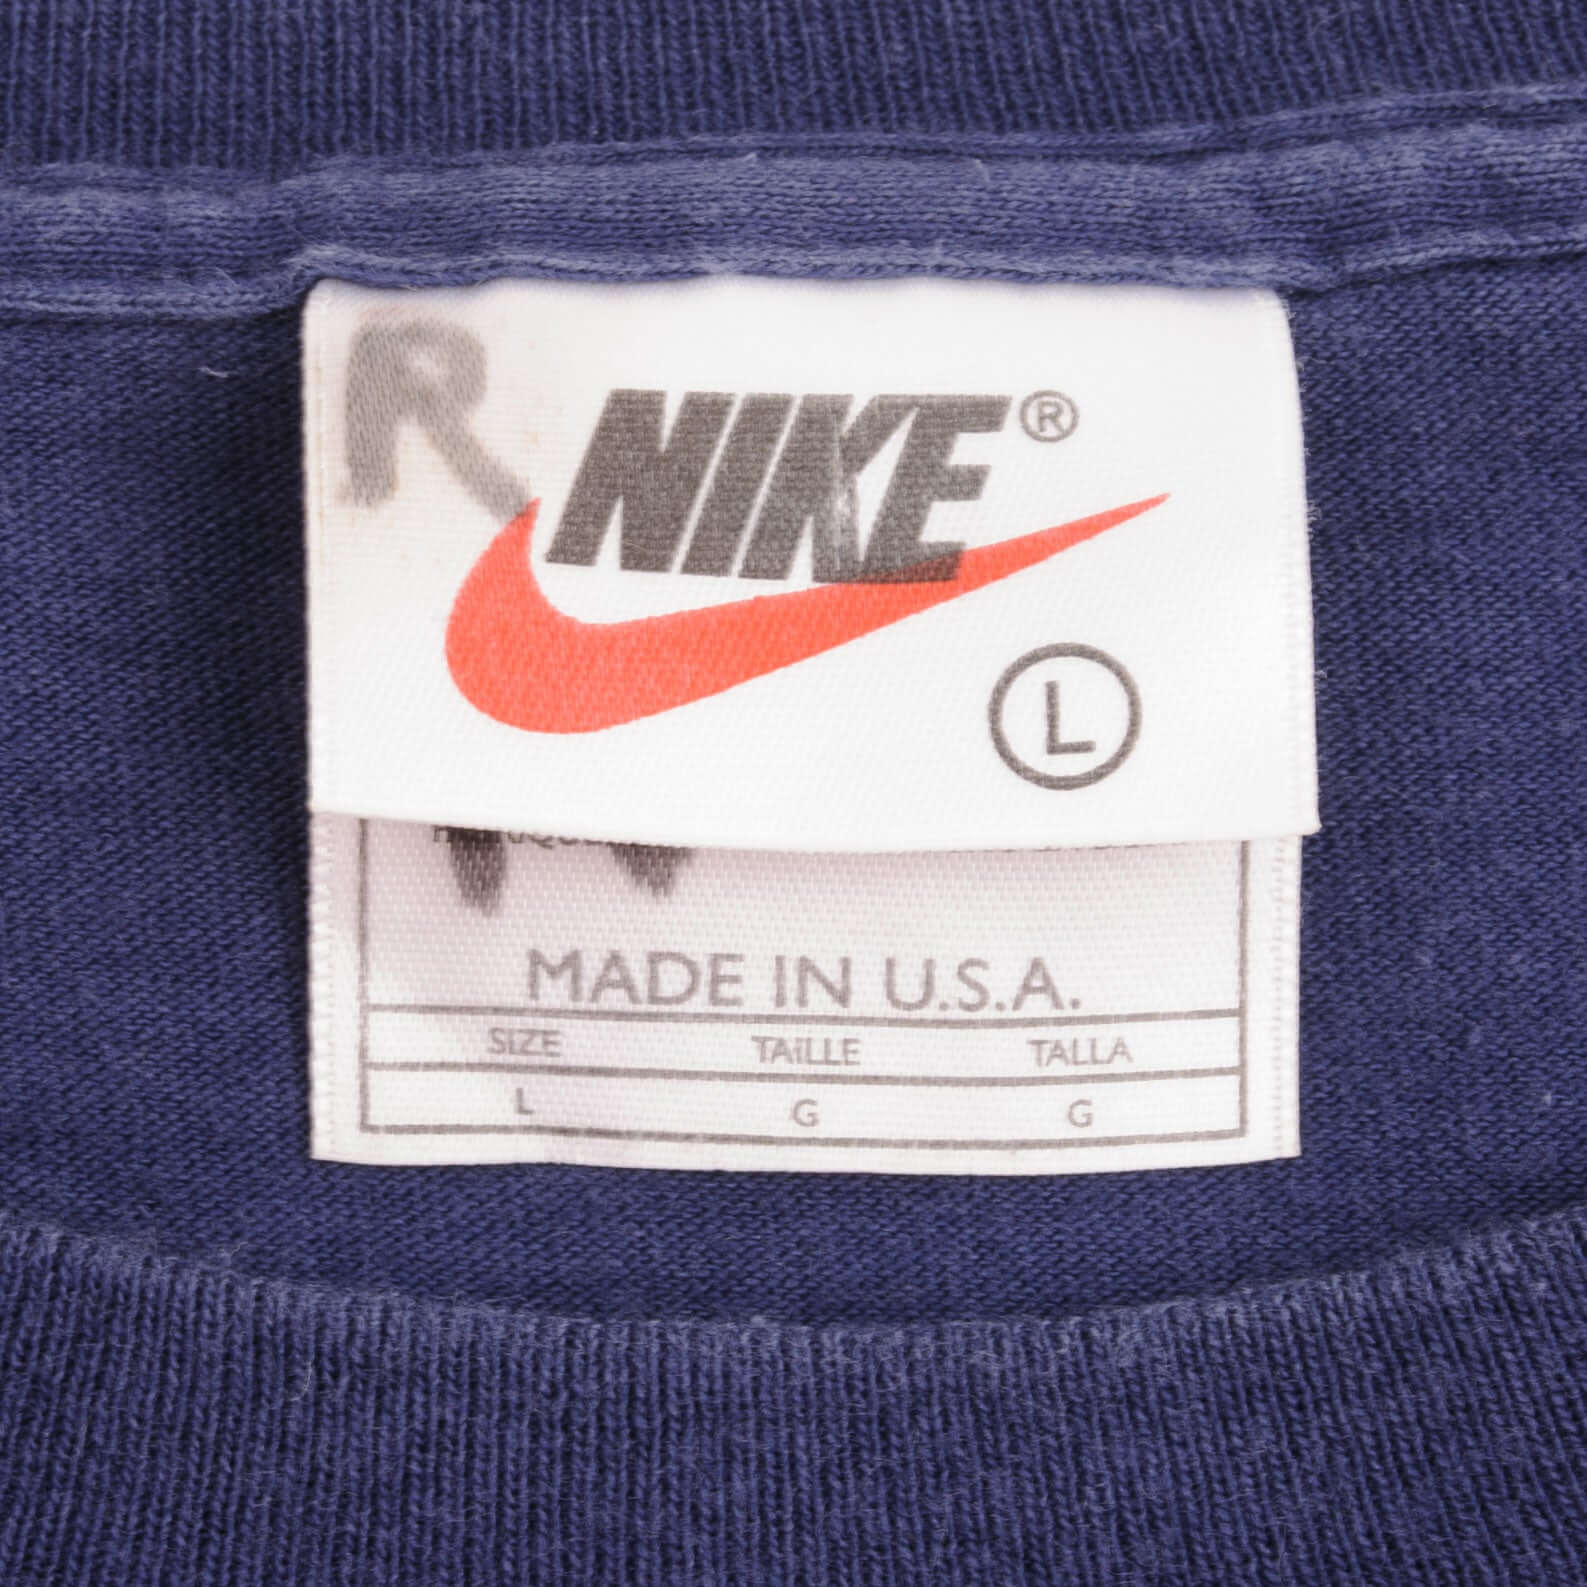 R
NIKE®
L
MADE IN U.S.A.
SIZE TAILLE TALLA
L G G